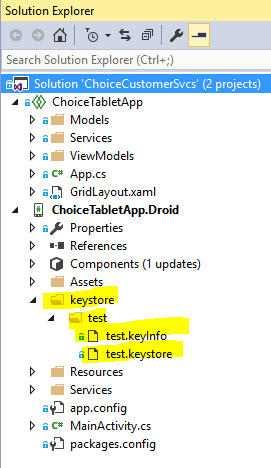 Solution Explorer
Search Solution Explorer (Ctrl+;)
Solution 'ChoiceCustomerSvcs' (2 projects)
ChoiceTabletApp
Models
Services
ViewModels
C# App.cs
GridLayout.xaml
ChoiceTabletApp.Droid
Properties
References
Components (1 updates)
Assets
keystore
test
test.keyInfo
test.keystore
Resources
Services
app.config
C# MainActivity.cs
packages.config